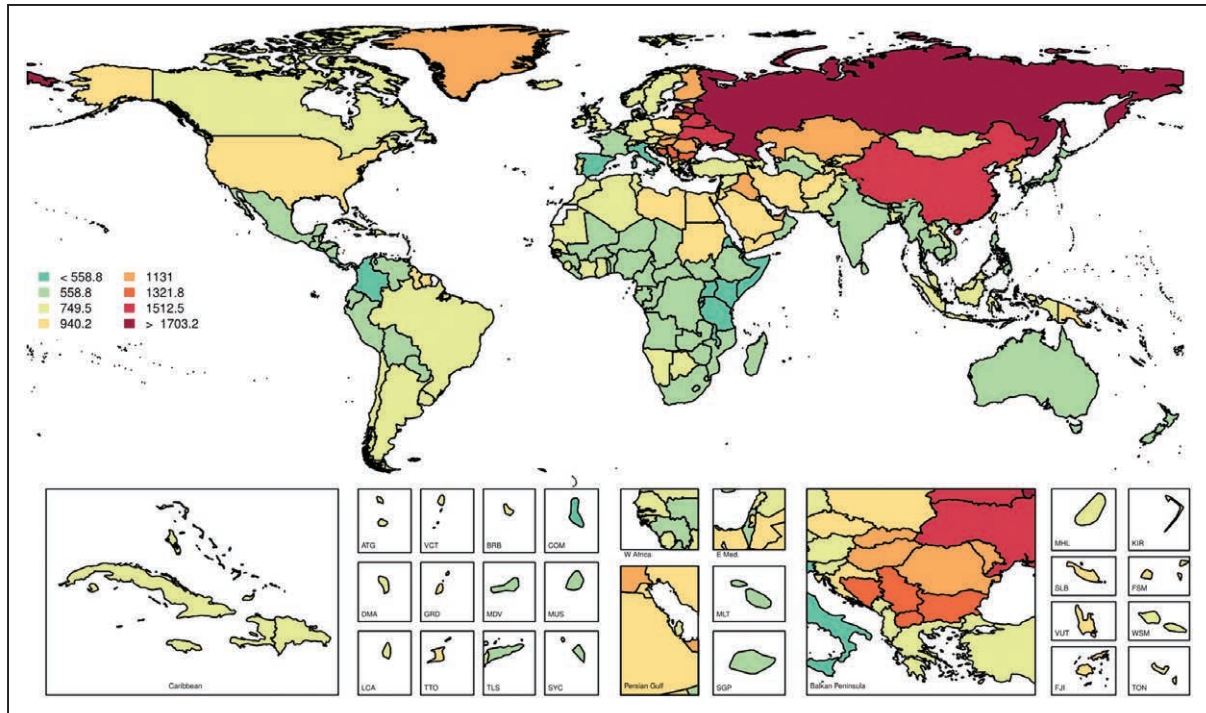 < 558.8
558.8
749.5
940.2
1131
1321.8
1512.5
> 1703.2
Caribbean
ATG
VCT
BRB
COM
DMA
GRD
MDV
MUS
LCA
TTO
TLS
SYC
W Africa
E Med.
Persian Gulf
MLT
SGP
Balkan Peninsula
MHL
KIR
SLB
FSM
VUT
WSM
FJI
TON